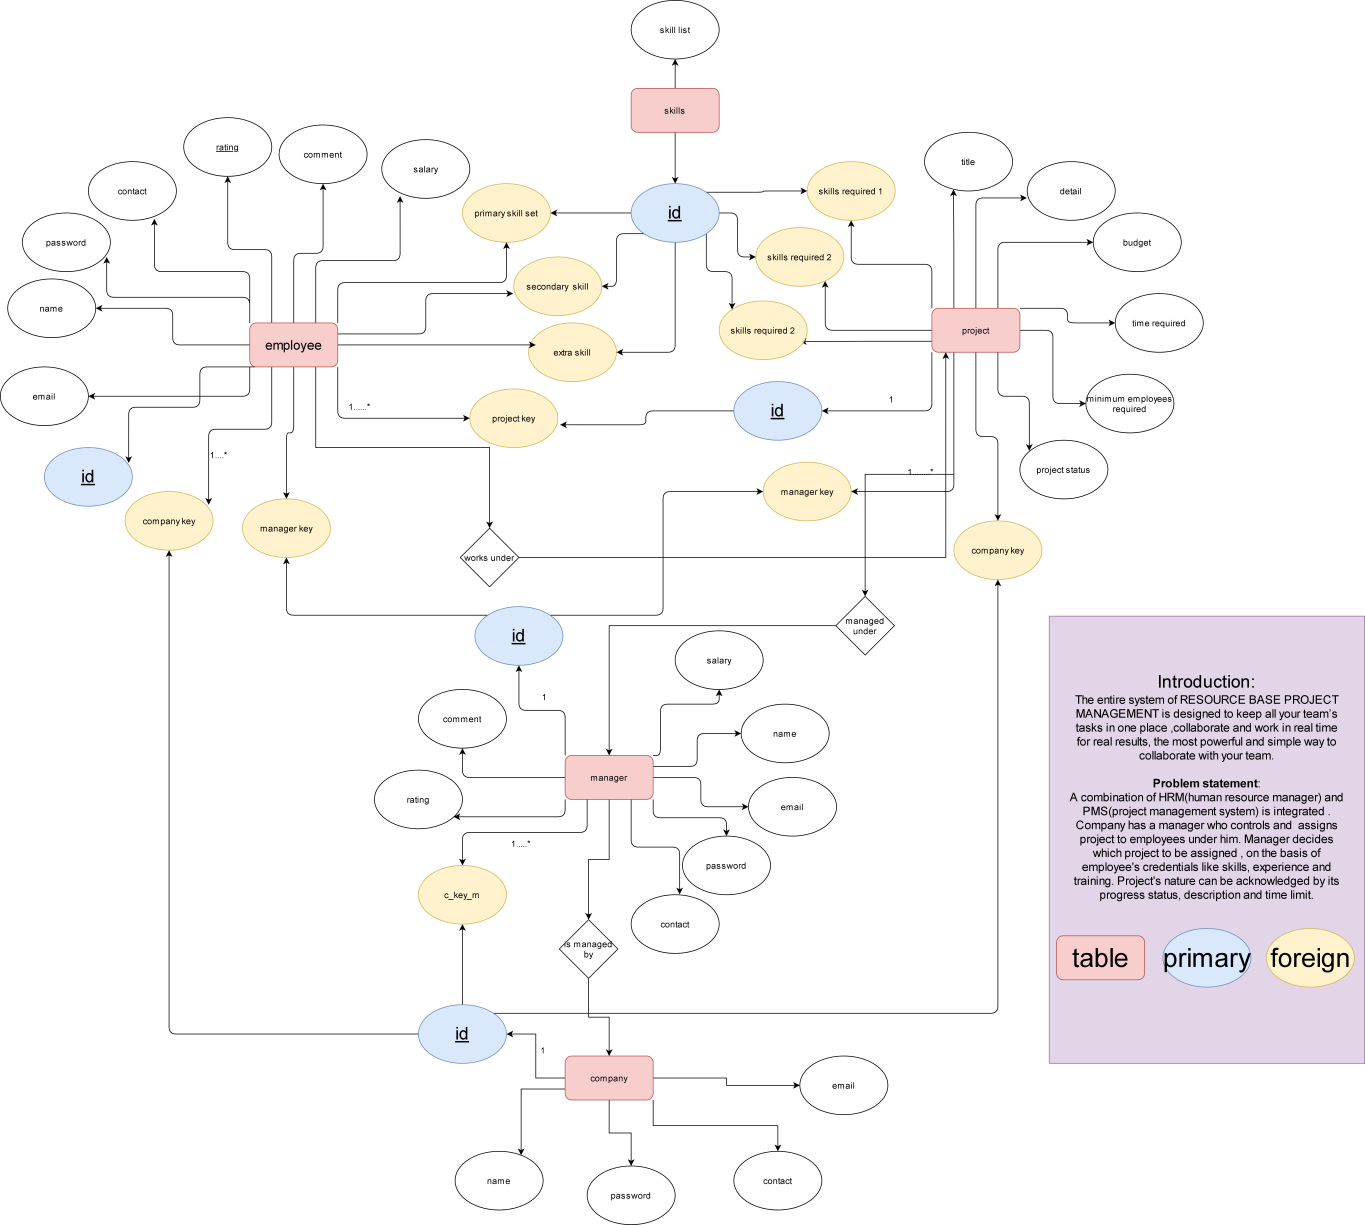 skill list
skills
rating
comment
salary
contact
password
name
email
id
primary skill set
secondary skill
extra skill
id
skills required 1
skills required 2
skills required 2
title
detail
budget
time required
minimum employees
required
project status
employee
project
1......*
project key
id
1
1....*
company key
manager key
1.......*
manager key
company key
works under
managed
under
id
1
salary
comment
name
manager
rating
email
password
contact
1.....*
c_key_m
is managed
by
id
1
company
email
name
password
contact
Introduction:
The entire system of RESOURCE BASE PROJECT
MANAGEMENT is designed to keep all your team's
tasks in one place ,collaborate and work in real time
for real results, the most powerful and simple way to
collaborate with your team.
Problem statement:
A combination of HRM(human resource manager) and
PMS(project management system) is integrated .
Company has a manager who controls and  assigns
project to employees under him. Manager decides
which project to be assigned , on the basis of
employee's credentials like skills, experience and
training. Project's nature can be acknowledged by its
progress status, description and time limit.
table
primary
foreign